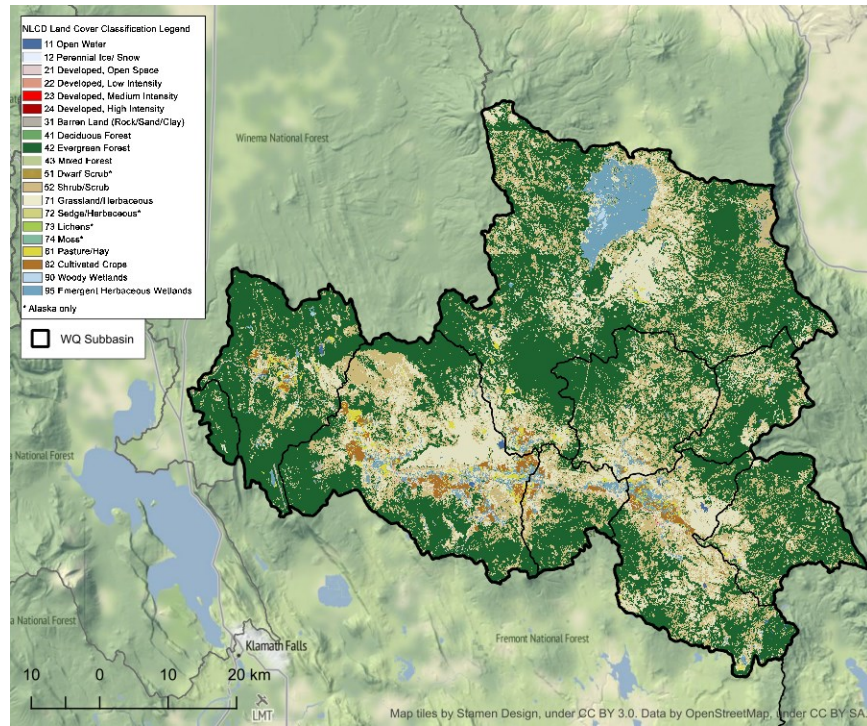 NLCD Land Cover Classification Legend
11 Open Water
12 Perennial Ice/ Snow
21 Developed, Open Space
22 Developed, Low Intensity
23 Developed, Medium Intensity
24 Developed, High Intensity
31 Barren Land (Rock/Sand/Clay)
41 Deciduous Forest
42 Evergreen Forest
43 Mixed Forest
51 Dwarf Scrub*
52 Shrub/Scrub
71 Grassland/Herbaceous
72 Sedge/Herbaceous*
73 Lichens*
74 Moss*
81 Pasture/Hay
82 Cultivated Crops
90 Woody Wetlands
95 Emergent Herbaceous Wetlands
* Alaska only
WQ Subbasin
Winema National Forest
National Forest
National Forest
Fremont National Forest
Klamath Falls
LMT
10 0 10 20 km
Map tiles by Stamen Design, under CC BY 3.0. Data by OpenStreetMap, under CC BY SA